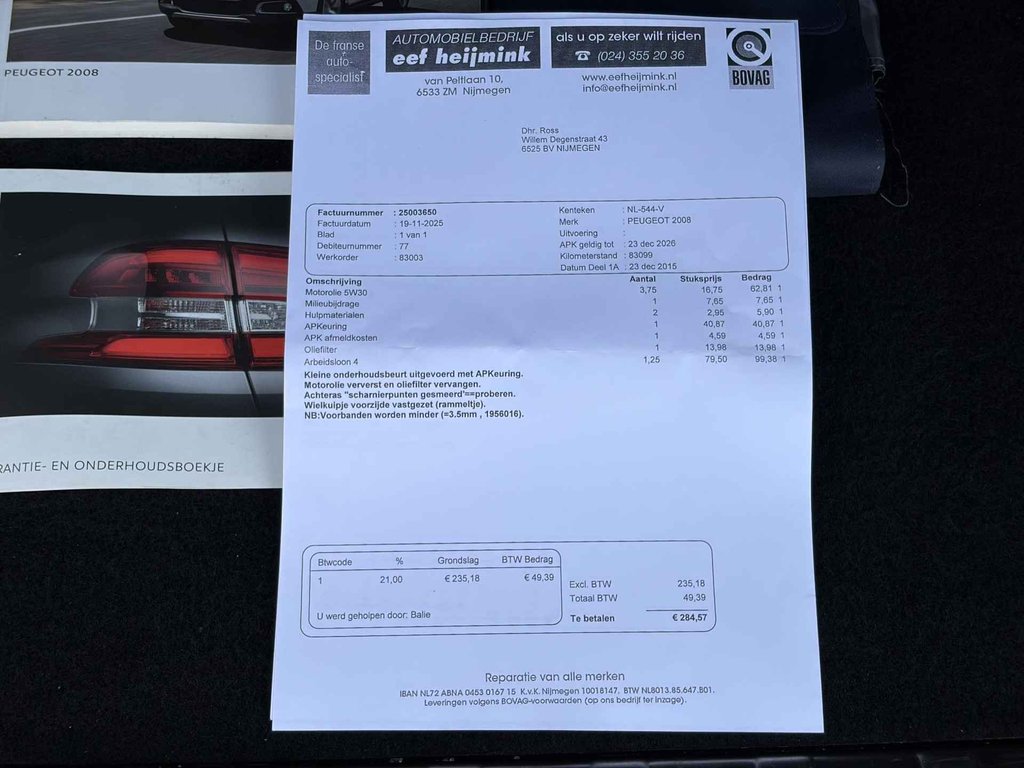 PEUGEOT 2008
RANTIE- EN ONDERHOUDSBOEKJE
De franse
auto-
specialist
AUTOMOBIELBEDRIJF
eef heijmink
van Peltlaan 10,
6533 ZM Nijmegen
als u op zeker wilt rijden
☎ (024) 355 20 36
www.eefheijmink.nl
info@eefheijmink.nl
BOVAG
Dhr. Ross
Willem Degenstraat 43
6525 BV NIJMEGEN
Factuurnummer : 25003650
Factuurdatum : 19-11-2025
Blad : 1 van 1
Debiteurnummer : 77
Werkorder : 83003
Kenteken : NL-544-V
Merk : PEUGEOT 2008
Uitvoering :
APK geldig tot : 23 dec 2026
Kilometerstand : 83099
Datum Deel 1A : 23 dec 2015
Omschrijving Aantal Stuksprijs Bedrag
Motorolie 5W30 3,75 16,75 62,81 1
Milieubijdrage 1 7,65 7,65 1
Hulpmaterialen 2 2,95 5,90 1
APKeuring 1 40,87 40,87 1
APK afmeldkosten 1 4,59 4,59 1
Oliefilter 1 13,98 13,98 1
Arbeidsloon 4 1,25 79,50 99,38 1
Kleine onderhoudsbeurt uitgevoerd met APKeuring.
Motorolie ververst en oliefilter vervangen.
Achteras "scharnierpunten gesmeerd'==proberen.
Wielkuipje voorzijde vastgezet (rammeltje).
NB:Voorbanden worden minder (=3.5mm , 1956016).
Btwcode % Grondslag BTW Bedrag
1 21,00 € 235,18 € 49,39
U werd geholpen door: Balie
Excl. BTW 235,18
Totaal BTW 49,39
Te betalen € 284,57
Reparatie van alle merken
IBAN NL72 ABNA 0453 0167 15 K.v.K. Nijmegen 10018147. BTW NL8013.85.647.B01.
Leveringen volgens BOVAG-voorwaarden (op ons bedrijf ter inzage).